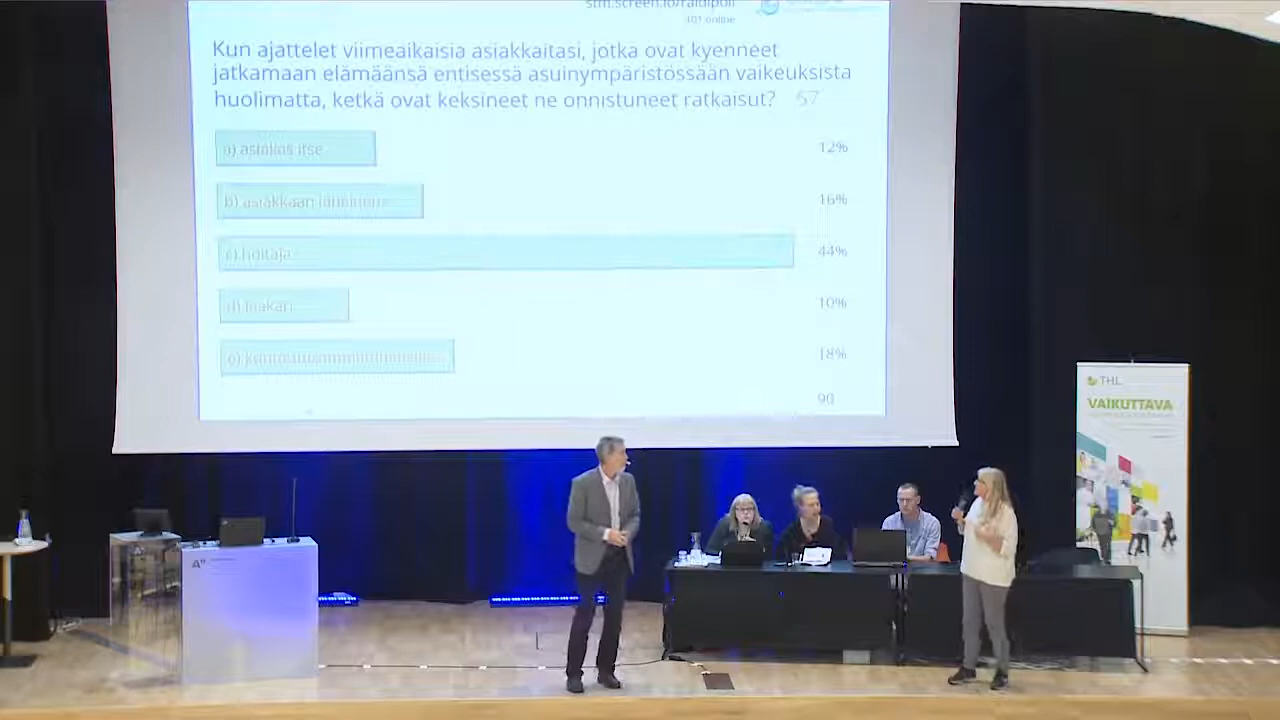 stm.screen.io/raidipoll
101 online
Kun ajattelet viimeaikaisia asiakkaitasi, jotka ovat kyenneet
jatkamaan elämäänsä entisessä asuinympäristössään vaikeuksista
huolimatta, ketkä ovat keksineet ne onnistuneet ratkaisut? 57
a) asiakas itse 12%
b) asiakkaan läheinen 16%
c) hoitaja 44%
d) lääkäri 10%
e) 18%
90
THL
VAIKUTTAVA
A"